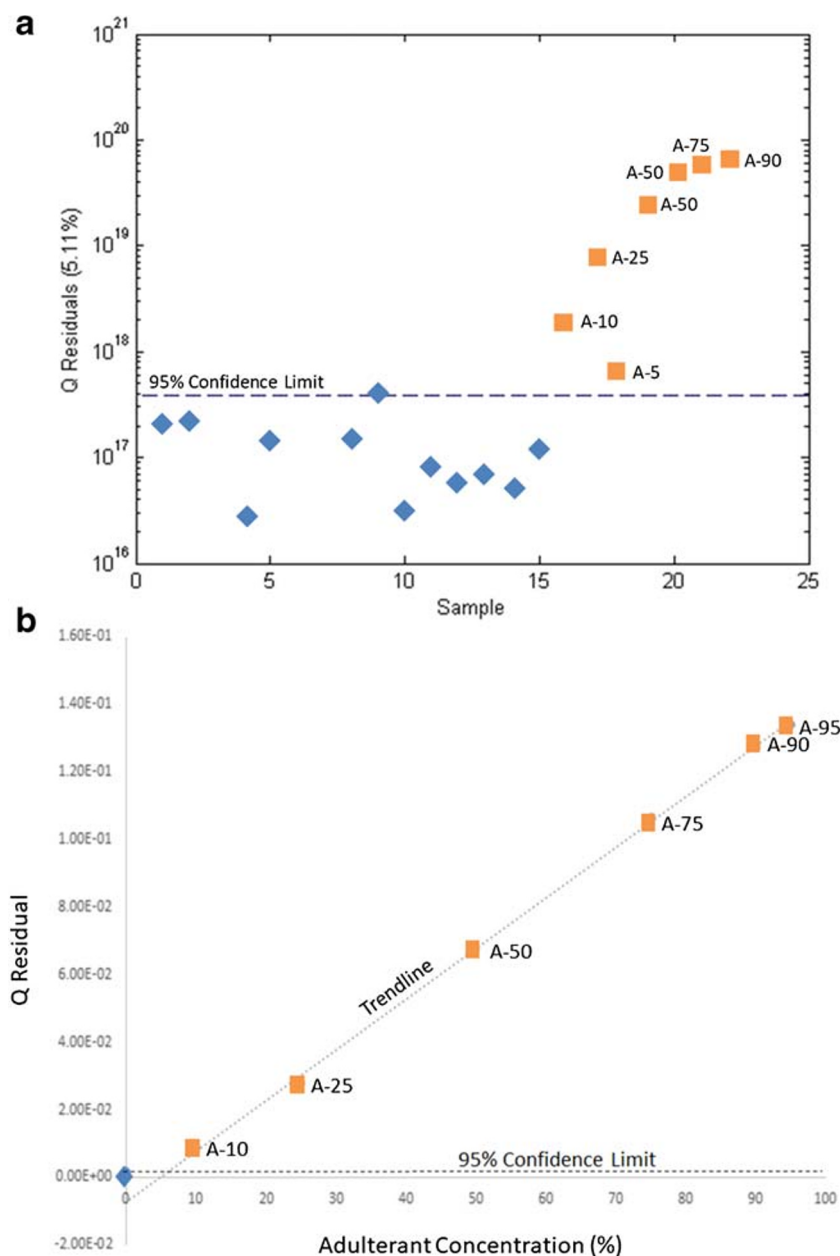 a
10^21
10^20
10^19
10^18
10^17
10^16
Q Residuals (5.11%)
A-75
A-50
A-90
A-50
A-25
A-10
A-5
95% Confidence Limit
0 5 10 15 20 25
Sample
b
1.60E-01
1.40E-01
1.20E-01
1.00E-01
8.00E-02
6.00E-02
4.00E-02
2.00E-02
0.00E+00
-2.00E-02
Q Residual
A-95
A-90
A-75
A-50
Trendline
A-25
A-10
95% Confidence Limit
0 10 20 30 40 50 60 70 80 90 100
Adulterant Concentration (%)